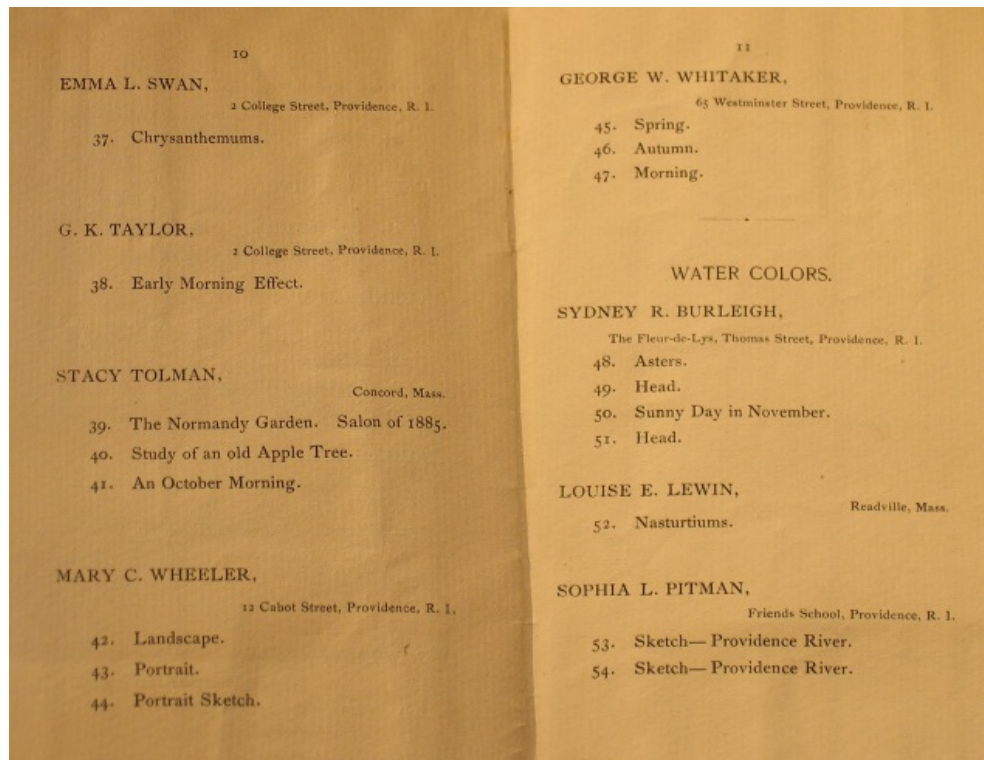 10
EMMA L. SWAN,
2 College Street, Providence, R. I.
37. Chrysanthemums.
G. K. TAYLOR,
2 College Street, Providence, R. I.
38. Early Morning Effect.
STACY TOLMAN,
Concord, Mass.
39. The Normandy Garden. Salon of 1885.
40. Study of an old Apple Tree.
41. An October Morning.
MARY C. WHEELER,
12 Cabot Street, Providence, R. I.
42. Landscape.
43. Portrait.
44. Portrait Sketch.
11
GEORGE W. WHITAKER,
65 Westminster Street, Providence, R. I.
45. Spring.
46. Autumn.
47. Morning.
WATER COLORS.
SYDNEY R. BURLEIGH,
The Fleur-de-Lys, Thomas Street, Providence, R. I.
48. Asters.
49. Head.
50. Sunny Day in November.
51. Head.
LOUISE E. LEWIN,
Readville, Mass.
52. Nasturtiums.
SOPHIA L. PITMAN,
Friends School, Providence, R. I.
53. Sketch—Providence River.
54. Sketch—Providence River.